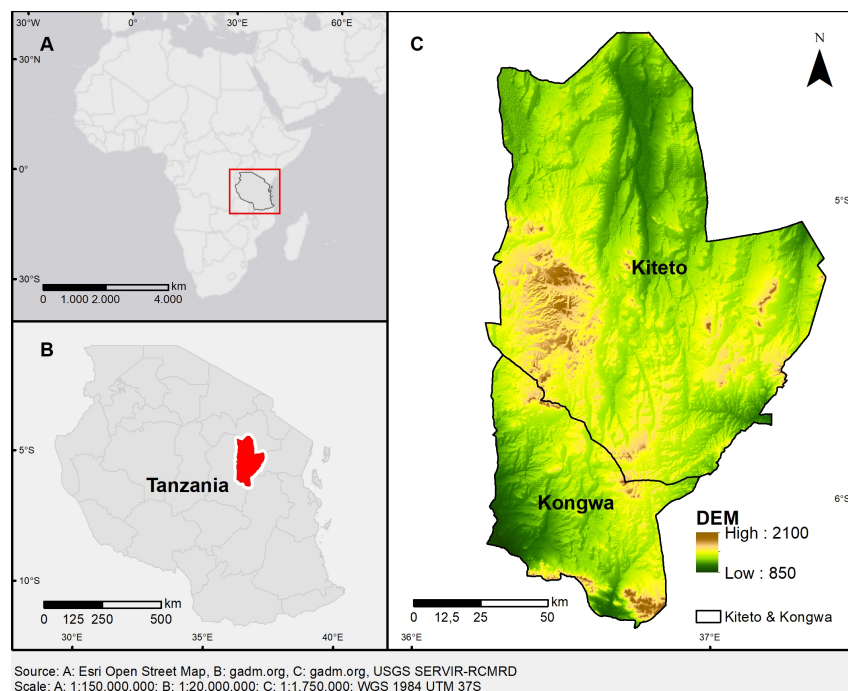 30°W 0° 30°E 60°E
A
30°N
0°
30°S
km
0 1.000 2.000 4.000
B
5°S
Tanzania
10°S
km
0 125 250 500
30°E 35°E 40°E
C
N
5°S
Kiteto
6°S
Kongwa
DEM
High : 2100
Low : 850
Kiteto & Kongwa
km
0 12,5 25 50
36°E 37°E
Source: A: Esri Open Street Map, B: gadm.org, C: gadm.org, USGS SERVIR-RCMRD
Scale: A: 1:150.000.000; B: 1:20.000.000; C: 1:1.750.000; WGS 1984 UTM 37S